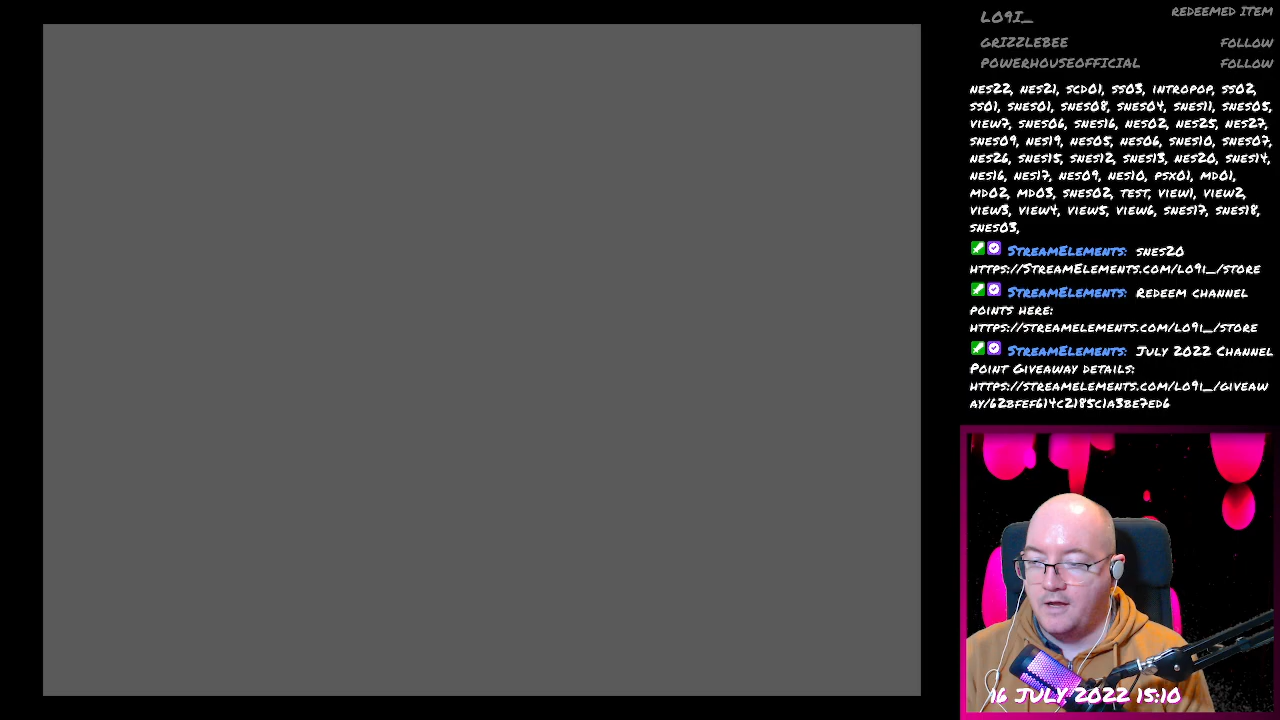 LO9I_ REDEEMED ITEM
GRIZZLEBEE FOLLOW
POWERHOUSEOFFICIAL FOLLOW
NES22, NES21, SCD01, SS03, INTROPOP, SS02,
SS01, SNES01, SNES08, SNES04, SNES11, SNES05,
VIEW7, SNES06, SNES16, NES02, NES25, NES27,
SNES09, NES19, NES05, NES06, SNES10, SNES07,
NES26, SNES15, SNES12, SNES13, NES20, SNES14,
NES16, NES17, NES09, NES10, PSX01, MD01,
MD02, MD03, SNES02, TEST, VIEW1, VIEW2,
VIEW3, VIEW4, VIEW5, VIEW6, SNES17, SNES18,
SNES03,
StreamElements: SNES20
HTTPS://StreamElements.com/lo9i_/store
StreamElements: Redeem channel
points here:
https://streamelements.com/lo9i_/store
StreamElements: July 2022 Channel
Point Giveaway details:
https://streamelements.com/lo9i_/giveaw
ay/62bfef614c2185c1a3be7ed6
16 JULY 2022 15:10